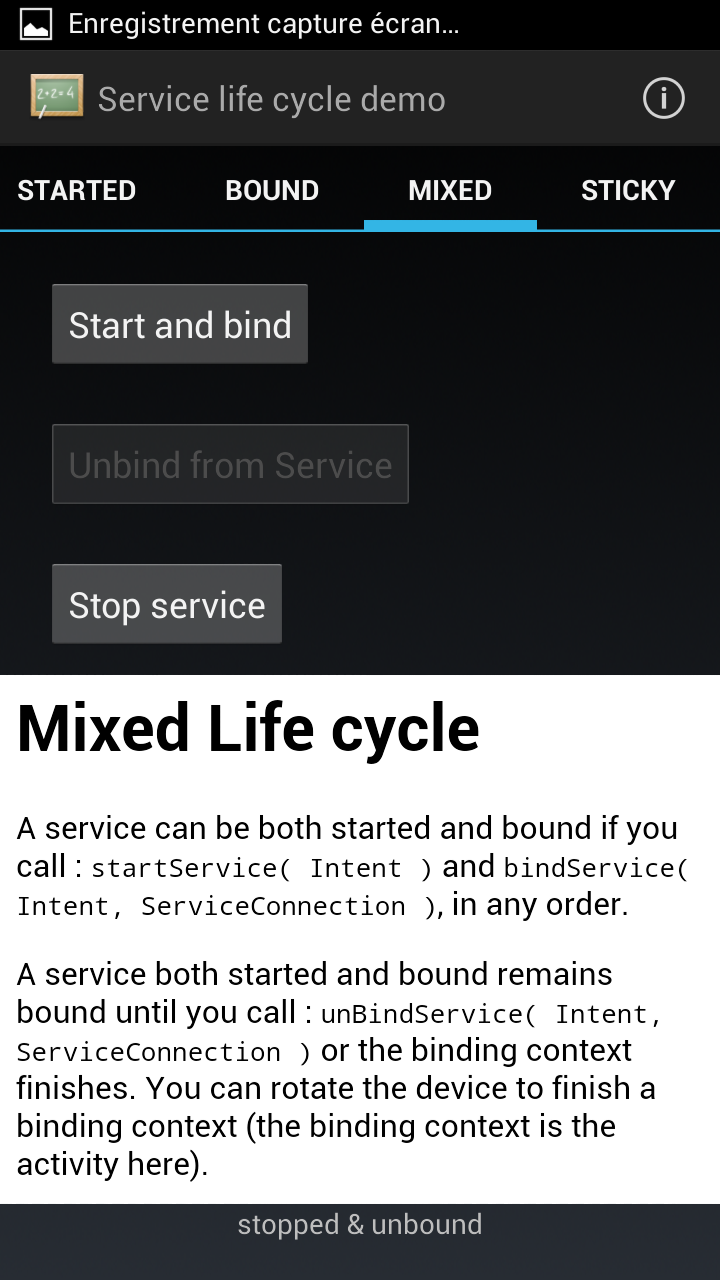 Enregistrement capture écran…
2+2=4
Service life cycle demo
STARTED BOUND MIXED STICKY
Start and bind
Unbind from Service
Stop service
Mixed Life cycle
A service can be both started and bound if you
call : startService( Intent ) and bindService(
Intent, ServiceConnection ), in any order.
A service both started and bound remains
bound until you call : unBindService( Intent,
ServiceConnection ) or the binding context
finishes. You can rotate the device to finish a
binding context (the binding context is the
activity here).
stopped & unbound